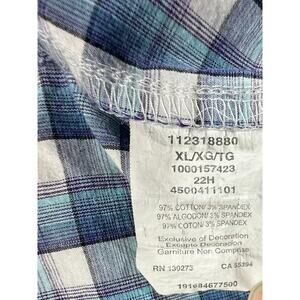 112318880
XL/XG/TG
1000157423
22H
4500411101
97% COTTON/ 3% SPANDEX
97% ALGODON/ 3% SPANDEX
97% COTON/ 3% SPANDEX
Exclusive of Decoration
Excepto Decoracion
Garniture Non Comprise
RN 130273 CA 55394
191684677500